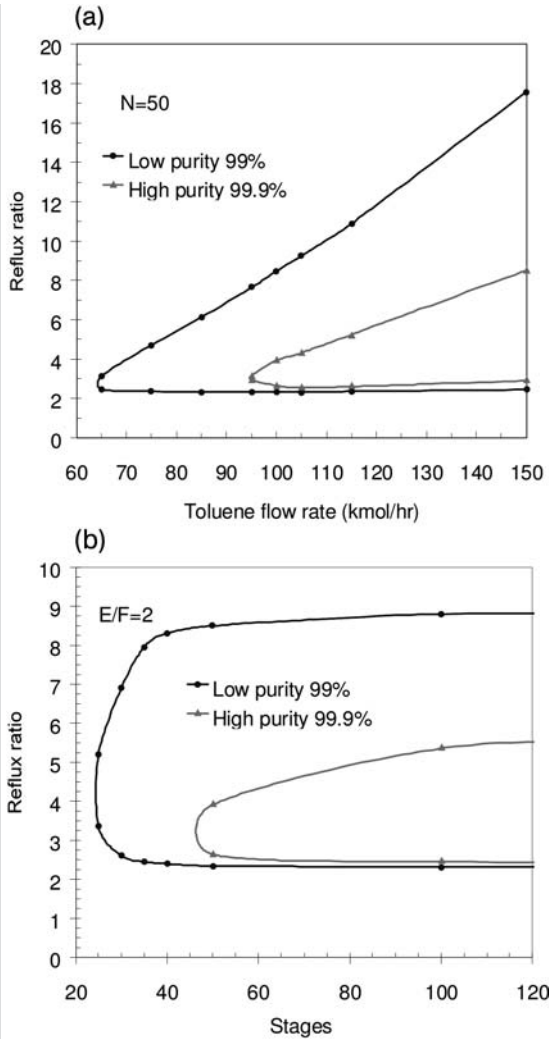 (a)
20
18
16
14
12
10
8
6
4
2
0
Reflux ratio
N=50
Low purity 99%
High purity 99.9%
60 70 80 90 100 110 120 130 140 150
Toluene flow rate (kmol/hr)
(b)
10
9
8
7
6
5
4
3
2
1
0
Reflux ratio
E/F=2
Low purity 99%
High purity 99.9%
20 40 60 80 100 120
Stages